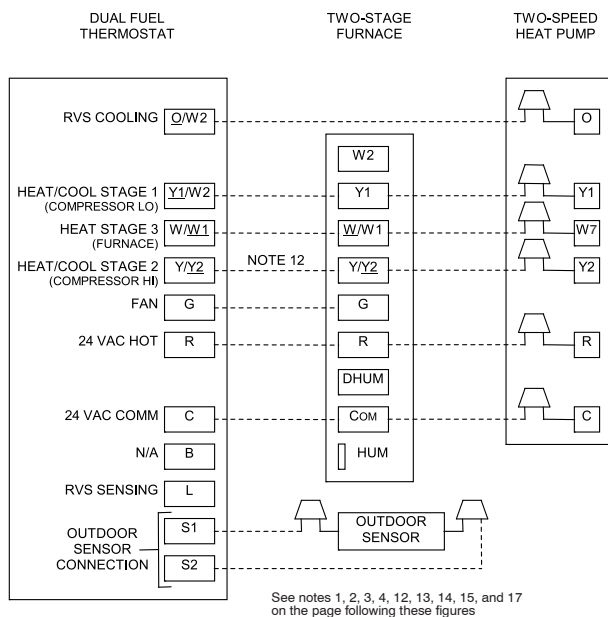 DUAL FUEL
THERMOSTAT
TWO-STAGE
FURNACE
TWO-SPEED
HEAT PUMP
RVS COOLING O/W2 O
W2
HEAT/COOL STAGE 1 Y1/W2 Y1 Y1
(COMPRESSOR LO)
HEAT STAGE 3 W/W1 W/W1 W7
(FURNACE)
HEAT/COOL STAGE 2 Y/Y2 NOTE 12 Y/Y2 Y2
(COMPRESSOR HI)
FAN G G
24 VAC HOT R R R
DHUM
24 VAC COMM C COM C
N/A B HUM
RVS SENSING L
OUTDOOR
SENSOR
CONNECTION
S1
S2
OUTDOOR
SENSOR
See notes 1, 2, 3, 4, 12, 13, 14, 15, and 17
on the page following these figures